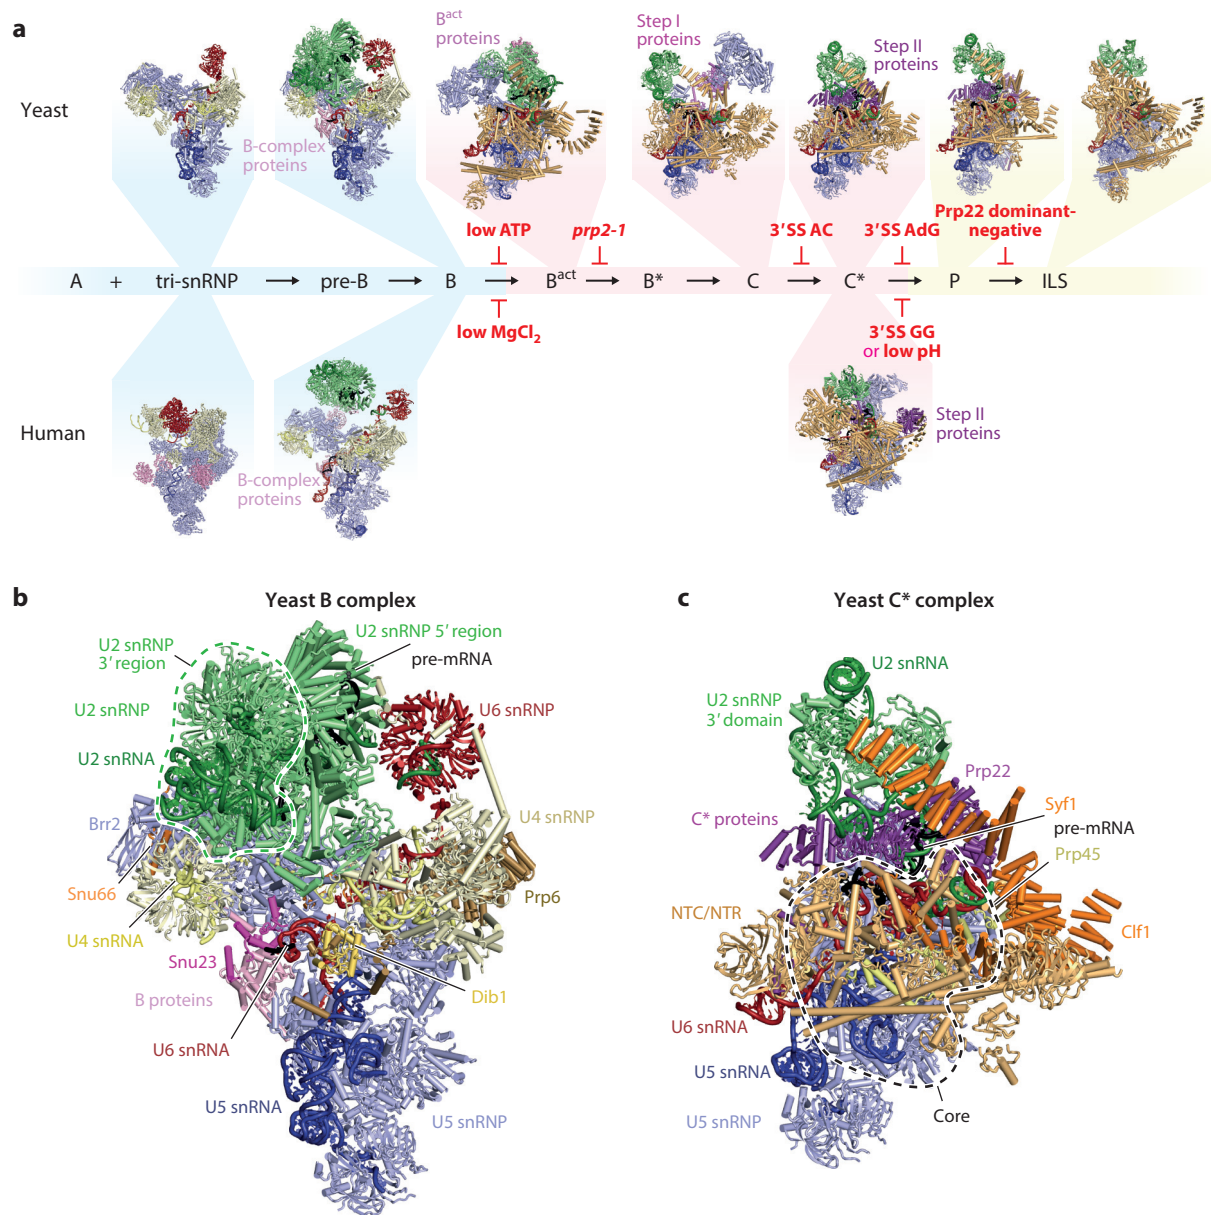 a
Yeast
B-complex
proteins
Bact
proteins
Step I
proteins
Step II
proteins
low ATP
prp2-1
3′SS AC
3′SS AdG
Prp22 dominant-
negative
A + tri-snRNP pre-B B Bact B* C C* P ILS
low MgCl2
3′SS GG
or low pH
Human
B-complex
proteins
Step II
proteins
b
Yeast B complex
U2 snRNP
3′ region
U2 snRNP 5′ region
pre-mRNA
U2 snRNP
U6 snRNP
U2 snRNA
Brr2
U4 snRNP
Snu66
Prp6
U4 snRNA
Snu23
B proteins
Dib1
U6 snRNA
U5 snRNA
U5 snRNP
c
Yeast C* complex
U2 snRNA
U2 snRNP
3′ domain
Prp22
Syf1
C* proteins
pre-mRNA
Prp45
NTC/NTR
Clf1
U6 snRNA
U5 snRNA
Core
U5 snRNP